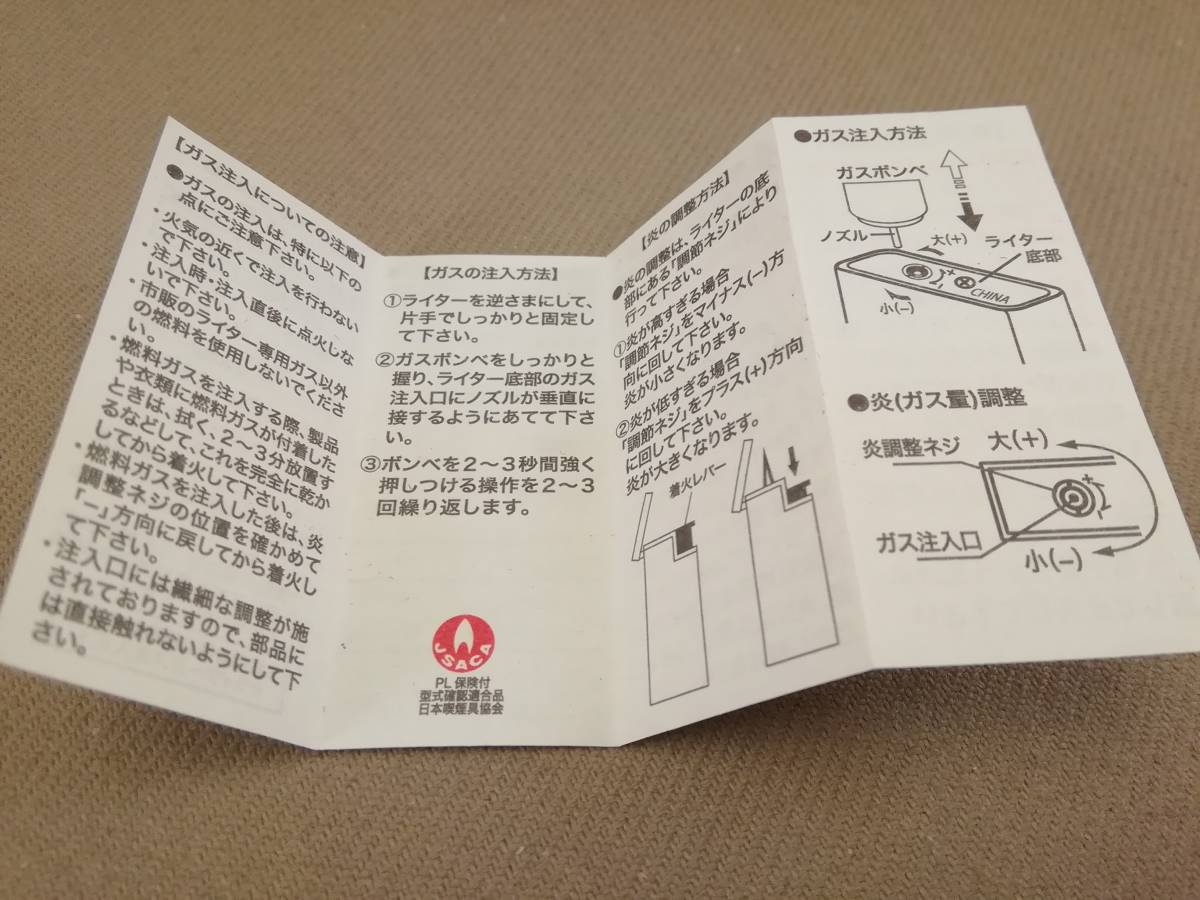 【ガス注入についての注意】
●ガスの注入は、特に以下の
点にご注意下さい。
・火気の近くで注入を行わない
で下さい。
・注入時・注入直後に点火しな
いで下さい。
・市販のライター専用ガス以外
の燃料を使用しないでくださ
い。
・燃料ガスを注入する際、製品
や衣類に燃料ガスが付着した
ときは、拭く、2～3分放置す
るなどして、これを完全に乾か
してから着火して下さい。
・燃料ガスを注入した後は、炎
調整ネジの位置を確かめて
「－」方向に戻してから着火し
て下さい。
・注入口には繊細な調整が施
されておりますので、部品に
は直接触れないようにして下
さい。
【ガスの注入方法】
①ライターを逆さまにして、
片手でしっかりと固定し
て下さい。
②ガスボンベをしっかりと
握り、ライター底部のガス
注入口にノズルが垂直に
接するようにあてて下さ
い。
③ボンベを2～3秒間強く
押しつける操作を2～3
回繰り返します。
JSACA
PL保険付
型式確認適合品
日本喫煙具協会
【炎の調整方法】
●炎の調整は、ライターの底
部にある「調節ネジ」により
行って下さい。
①炎が高すぎる場合
「調節ネジ」をマイナス(-)方
向に回して下さい。
炎が小さくなります。
②炎が低すぎる場合
「調節ネジ」をプラス(+)方向
に回して下さい。
炎が大きくなります。
着火レバー
●ガス注入方法
ガスボンベ
ノズル
大(+)
ライター
底部
小(-)
CHINA
●炎(ガス量)調整
炎調整ネジ
大(+)
ガス注入口
小(-)